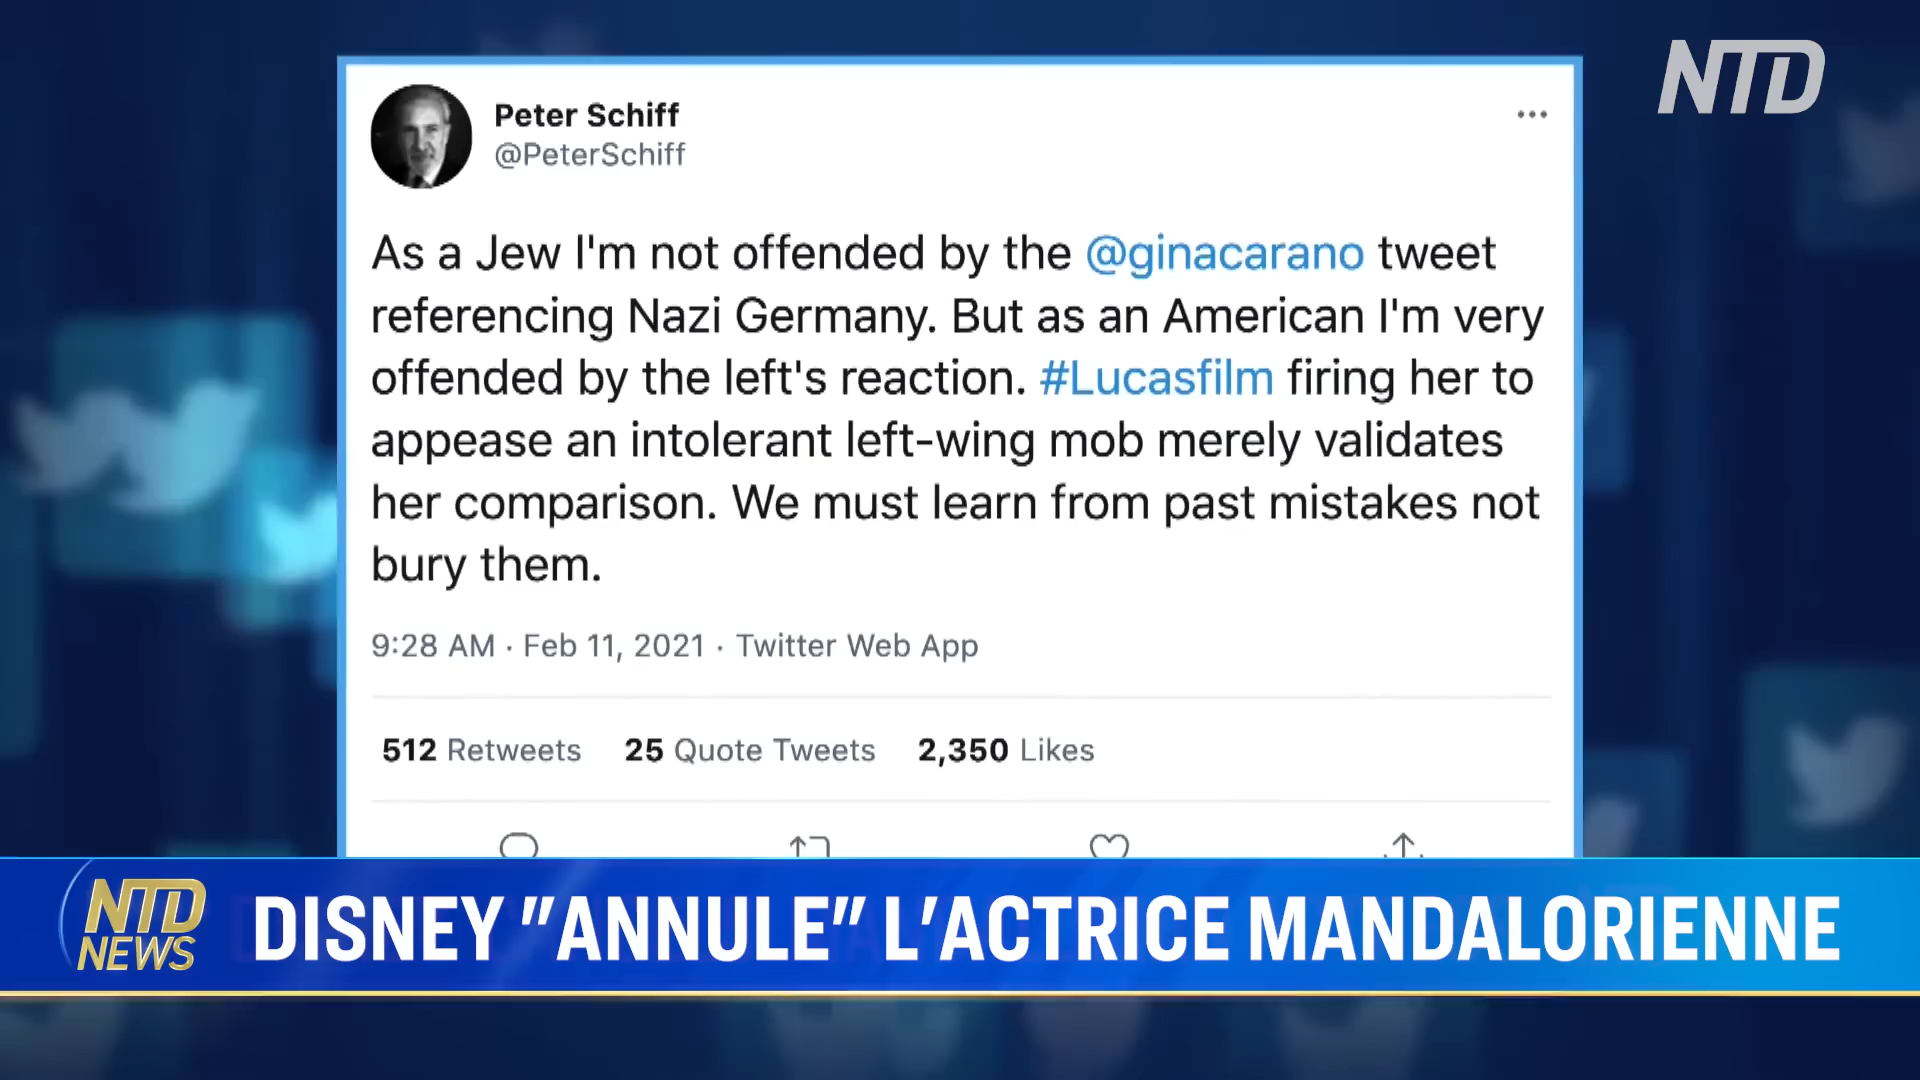 NTD
Peter Schiff
@PeterSchiff
As a Jew I'm not offended by the @ginacarano tweet
referencing Nazi Germany. But as an American I'm very
offended by the left's reaction. #Lucasfilm firing her to
appease an intolerant left-wing mob merely validates
her comparison. We must learn from past mistakes not
bury them.
9:28 AM · Feb 11, 2021 · Twitter Web App
512 Retweets 25 Quote Tweets 2,350 Likes
NTD
NEWS
DISNEY "ANNULE" L'ACTRICE MANDALORIENNE